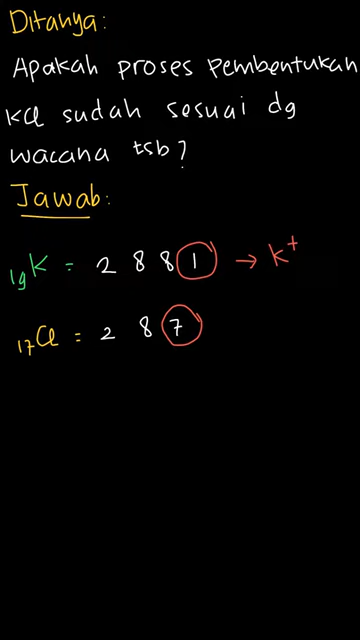 Ditanya:
Apakah proses pembentukan
KCl sudah sesuai dg
wacana tsb?
Jawab:
₁₉K = 2 8 8 1 → K⁺
₁₇Cl = 2 8 7